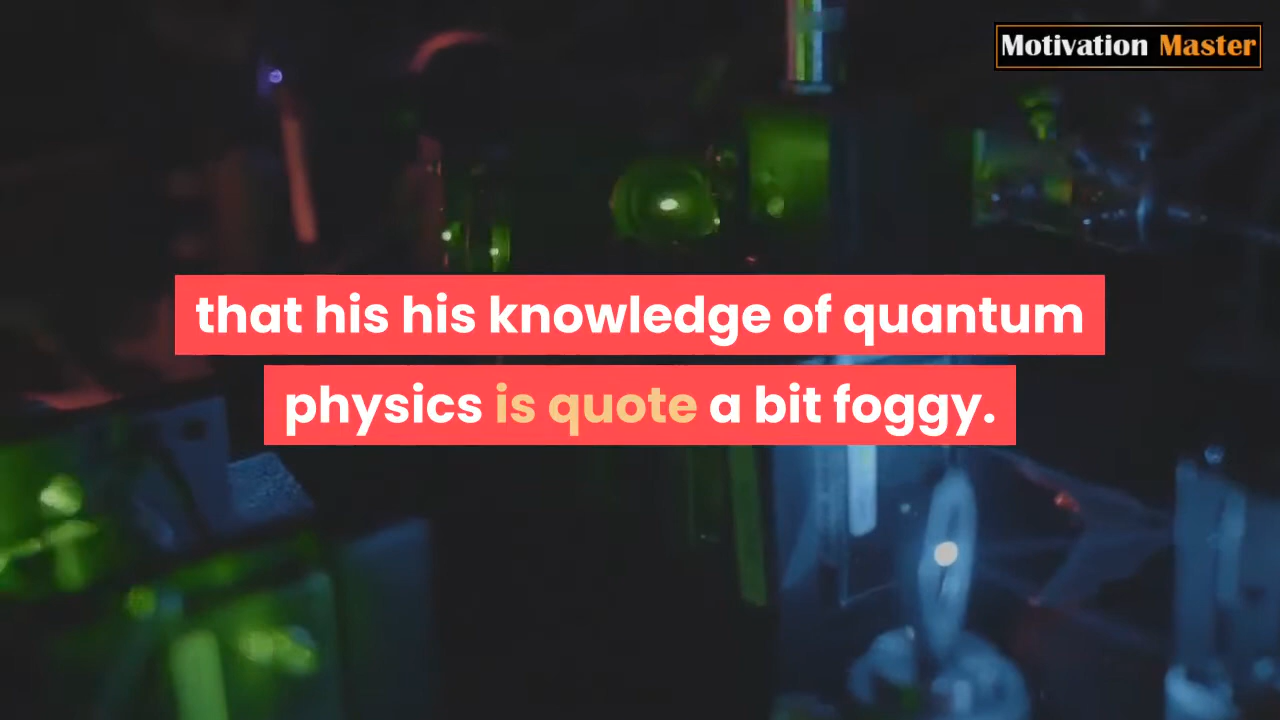 Motivation Master
that his his knowledge of quantum
physics is quote a bit foggy.